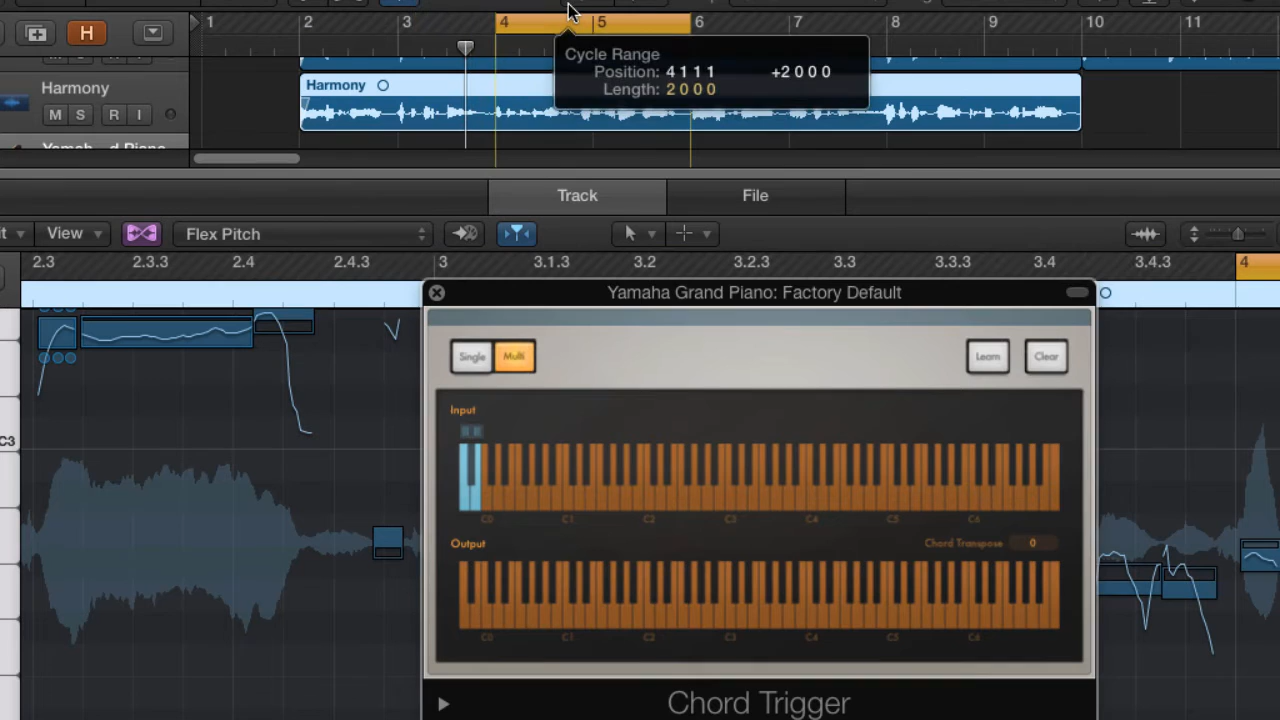 1 2 3 4 5 6 7 8 9 10 11
H
Cycle Range
Position: 4 1 1 1 +2 0 0 0
Length: 2 0 0 0
Harmony
Harmony
M S R I
Track File
View Flex Pitch
2.3 2.3.3 2.4 2.4.3 3 3.1.3 3.2 3.2.3 3.3 3.3.3 3.4 3.4.3 4
Yamaha Grand Piano: Factory Default
Single Multi Learn Clear
Input
C3
C0 C1 C2 C3 C4 C5 C6
Output Chord Transpose 0
C0 C1 C2 C3 C4 C5 C6
Chord Trigger